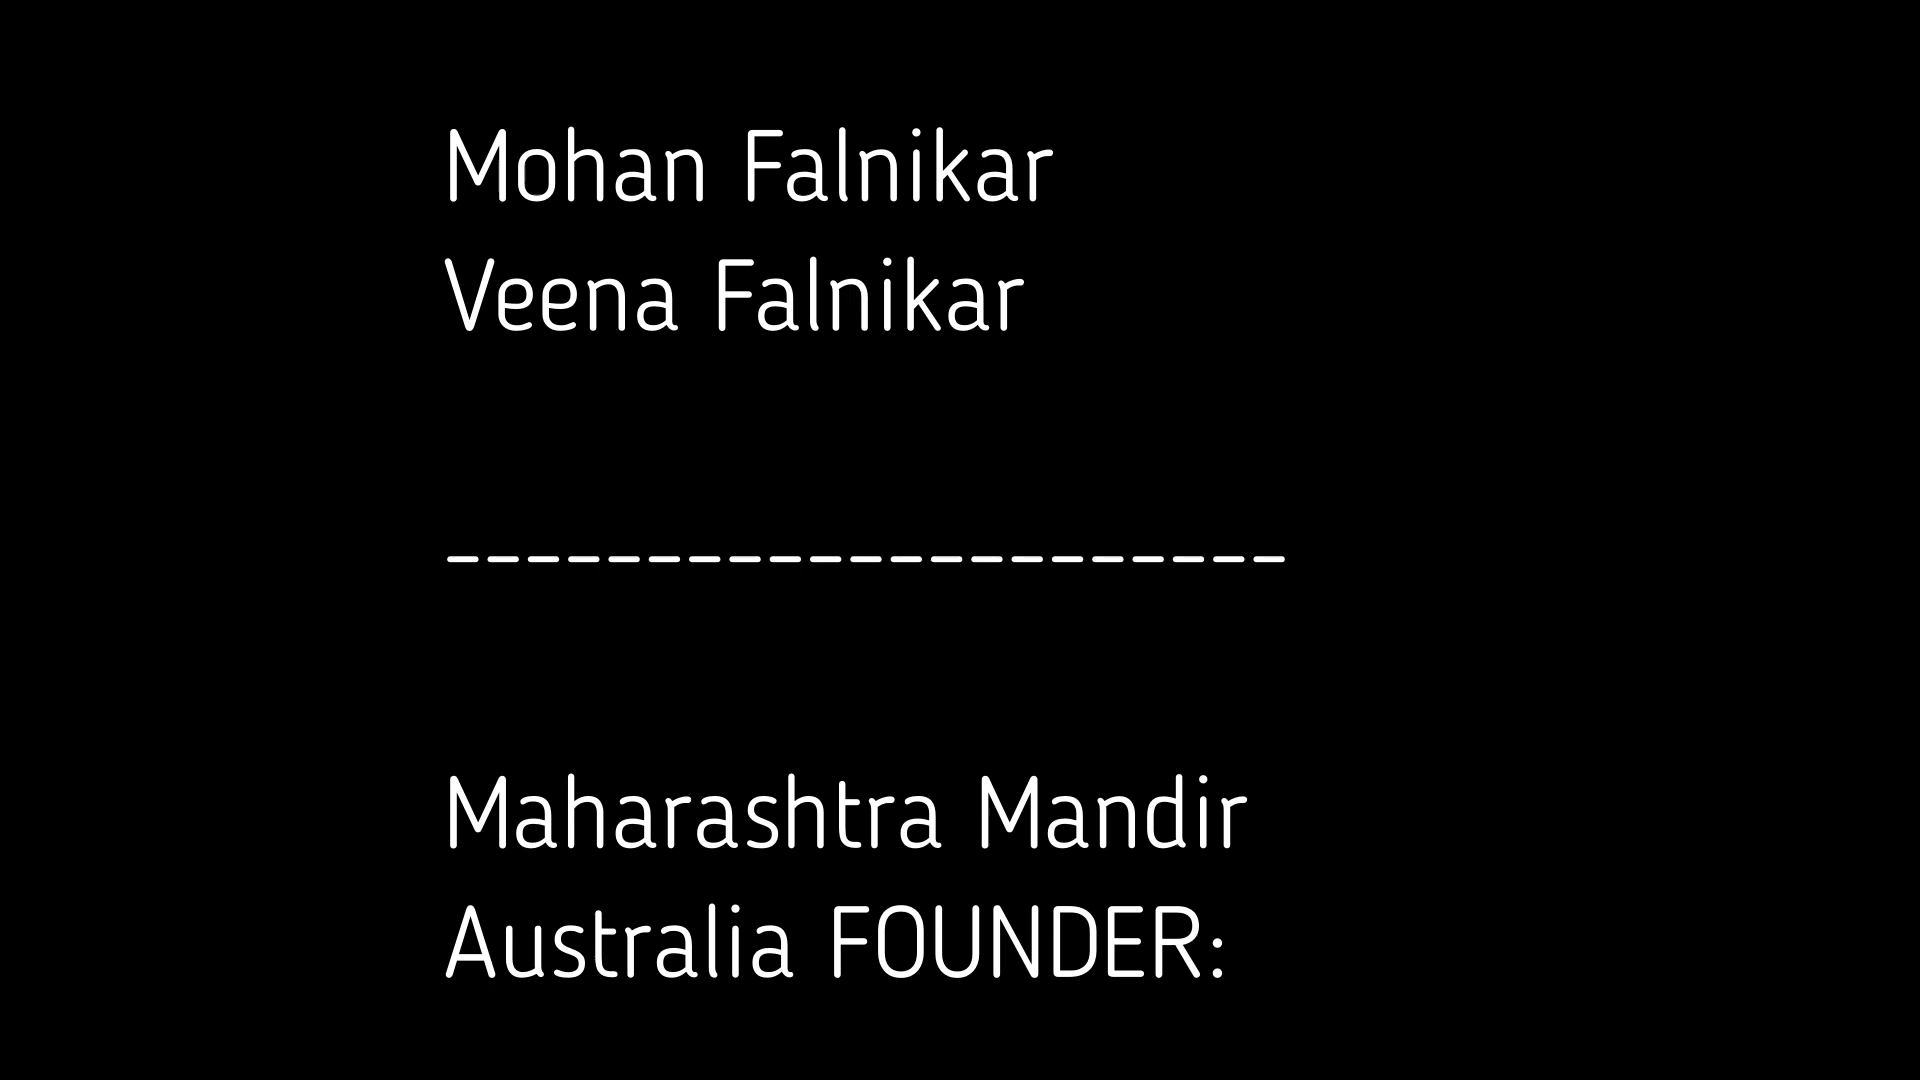 Mohan Falnikar
Veena Falnikar
---------------------
Maharashtra Mandir
Australia FOUNDER: